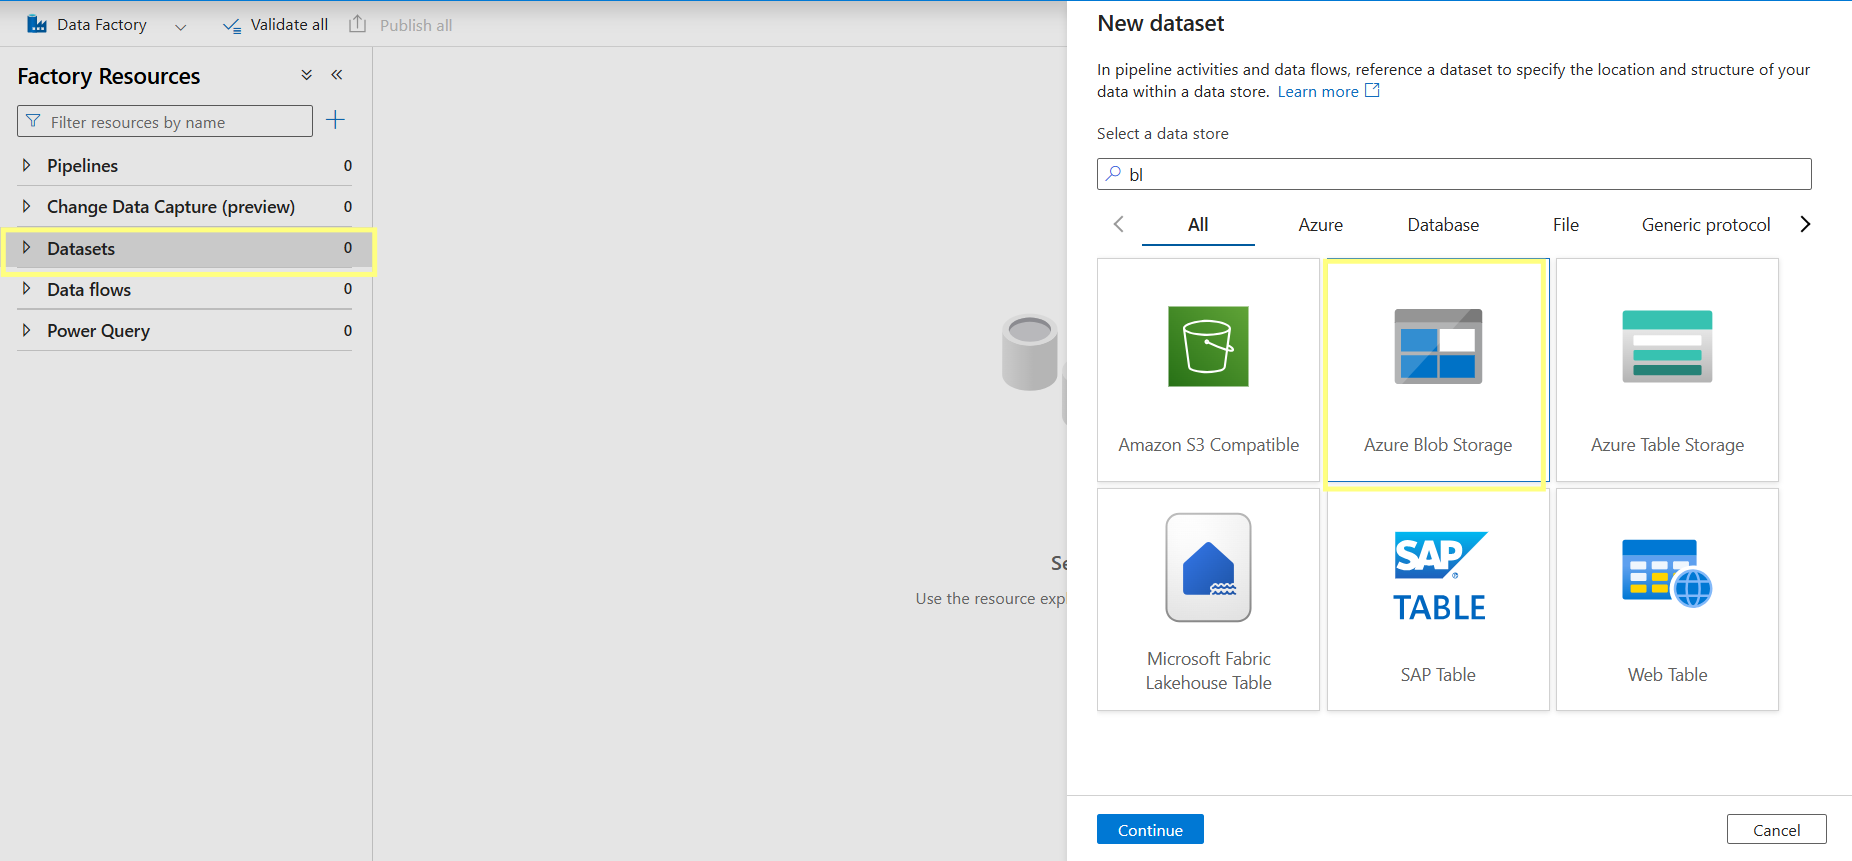 Data Factory
Validate all
Publish all
Factory Resources
Filter resources by name
Pipelines 0
Change Data Capture (preview) 0
Datasets 0
Data flows 0
Power Query 0
Se
Use the resource exp
New dataset
In pipeline activities and data flows, reference a dataset to specify the location and structure of your
data within a data store. Learn more
Select a data store
bl
All Azure Database File Generic protocol
Amazon S3 Compatible
Azure Blob Storage
Azure Table Storage
Microsoft Fabric
Lakehouse Table
SAP
TABLE
SAP Table
Web Table
Continue
Cancel